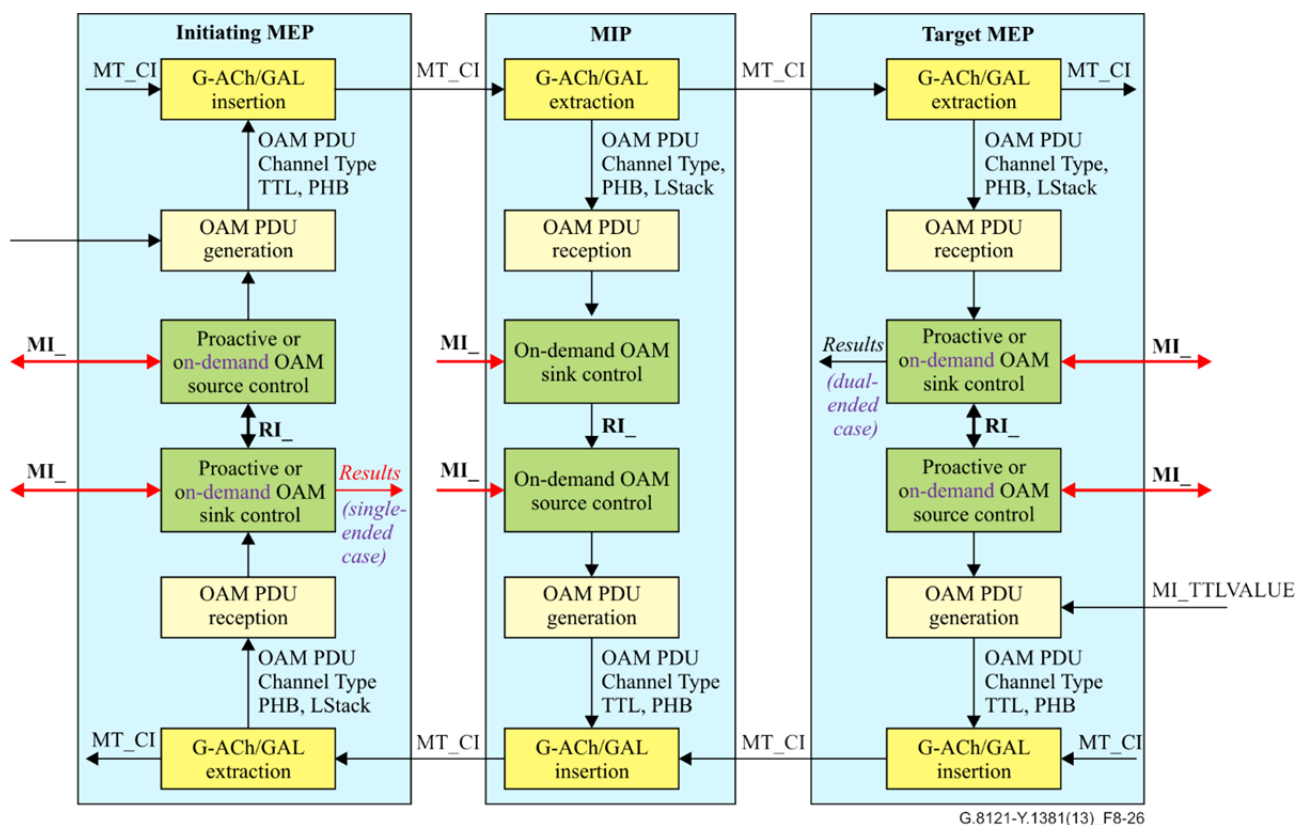 Initiating MEP
MIP
Target MEP
MT_CI
G-ACh/GAL
insertion
MT_CI
G-ACh/GAL
extraction
MT_CI
G-ACh/GAL
extraction
MT_CI
OAM PDU
Channel Type
TTL, PHB
OAM PDU
Channel Type,
PHB, LStack
OAM PDU
Channel Type,
PHB, LStack
OAM PDU
generation
OAM PDU
reception
OAM PDU
reception
MI_
Proactive or
on-demand OAM
source control
MI_
On-demand OAM
sink control
Results
(dual-
ended
case)
Proactive or
on-demand OAM
sink control
MI_
RI_
RI_
RI_
MI_
Proactive or
on-demand OAM
sink control
Results
(single-
ended
case)
MI_
On-demand OAM
source control
Proactive or
on-demand OAM
source control
MI_
OAM PDU
reception
OAM PDU
generation
OAM PDU
generation
MI_TTLVALUE
OAM PDU
Channel Type
PHB, LStack
OAM PDU
Channel Type
TTL, PHB
OAM PDU
Channel Type
TTL, PHB
MT_CI
G-ACh/GAL
extraction
MT_CI
G-ACh/GAL
insertion
MT_CI
G-ACh/GAL
insertion
MT_CI
G.8121-Y.1381(13)_F8-26